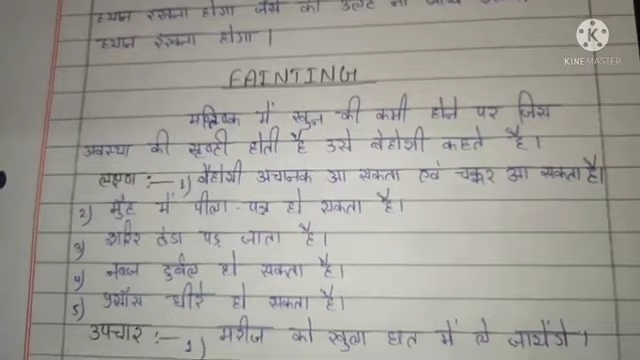 ध्यान रखना होगा जैसे की उल्टी ना
ध्यान रखना होगा।
KINEMASTER
FAINTING
मस्तिष्क में खून की कमी होने पर जिस
अवस्था की सृष्टी होती है उसे बेहोशी कहते है।
लक्षण :- 1) बेहोशी अचानक आ सकता एवं चक्कर आ सकता है।
2) मुँह में पीला-पन्न हो सकता है।
3) शरीर ठंडा पड़ जाता है।
4) नब्ज दुर्बल हो सकता है।
5) प्रसाँस धीरे हो सकता है।
उपचार :- 1) मरीज को खुला हात में ले जायेंगे।